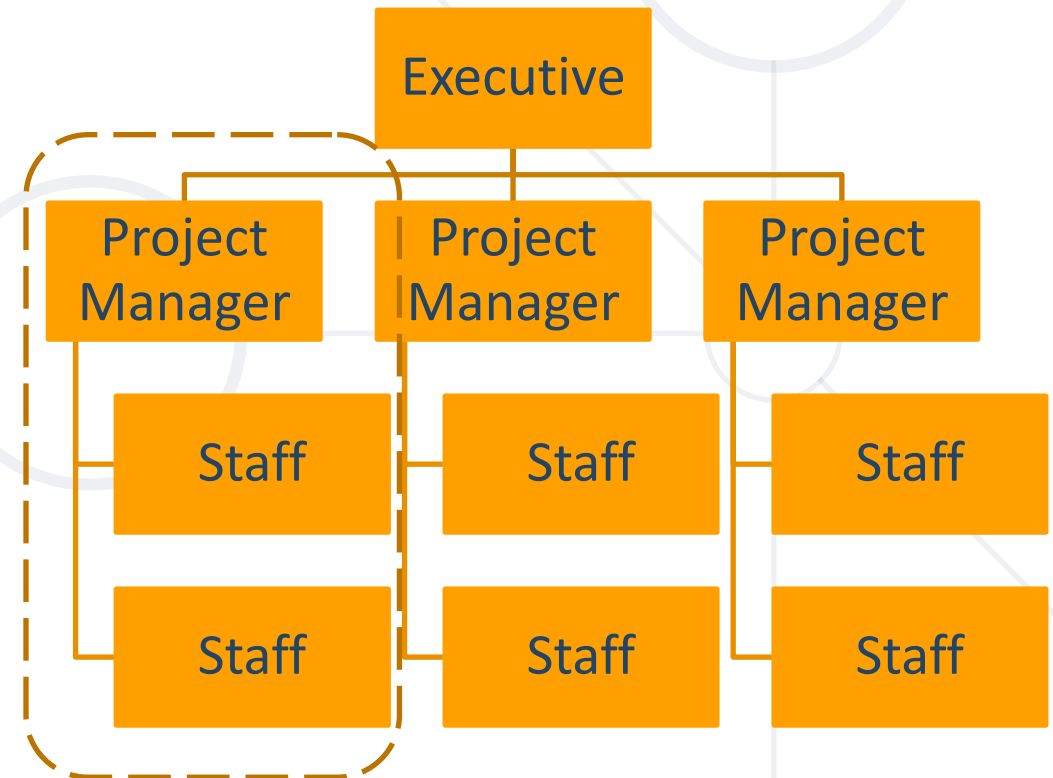 Executive
Project
Manager
Project
Manager
Project
Manager
Staff
Staff
Staff
Staff
Staff
Staff